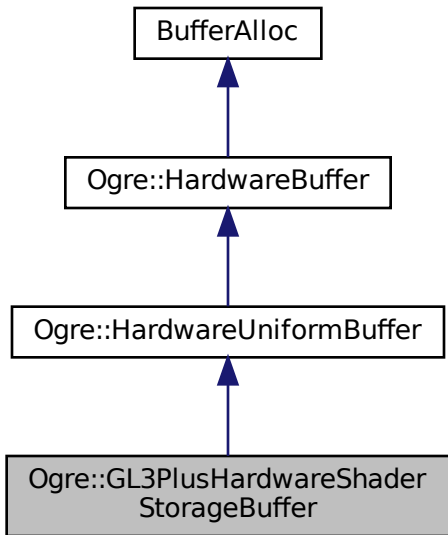 BufferAlloc
Ogre::HardwareBuffer
Ogre::HardwareUniformBuffer
Ogre::GL3PlusHardwareShader
StorageBuffer